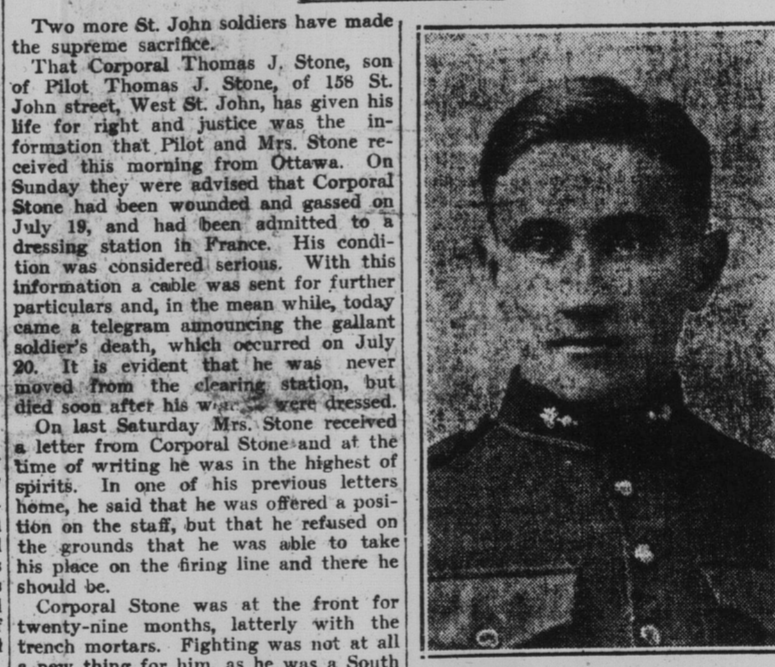 Two more St. John soldiers have made
the supreme sacrifice.
That Corporal Thomas J. Stone, son
of Pilot Thomas J. Stone, of 158 St.
John street, West St. John, has given his
life for right and justice was the in-
formation that Pilot and Mrs. Stone re-
ceived this morning from Ottawa. On
Sunday they were advised that Corporal
Stone had been wounded and gassed on
July 19, and had been admitted to a
dressing station in France. His condi-
tion was considered serious. With this
information a cable was sent for further
particulars and, in the mean while, today
came a telegram announcing the gallant
soldier's death, which occurred on July
20. It is evident that he was never
moved from the clearing station, but
died soon after his were dressed.
On last Saturday Mrs. Stone received
a letter from Corporal Stone and at the
time of writing he was in the highest of
spirits. In one of his previous letters
home, he said that he was offered a posi-
tion on the staff, but that he refused on
the grounds that he was able to take
his place on the firing line and there he
should be.
Corporal Stone was at the front for
twenty-nine months, latterly with the
trench mortars. Fighting was not at all
a new thing for him, as he was a South